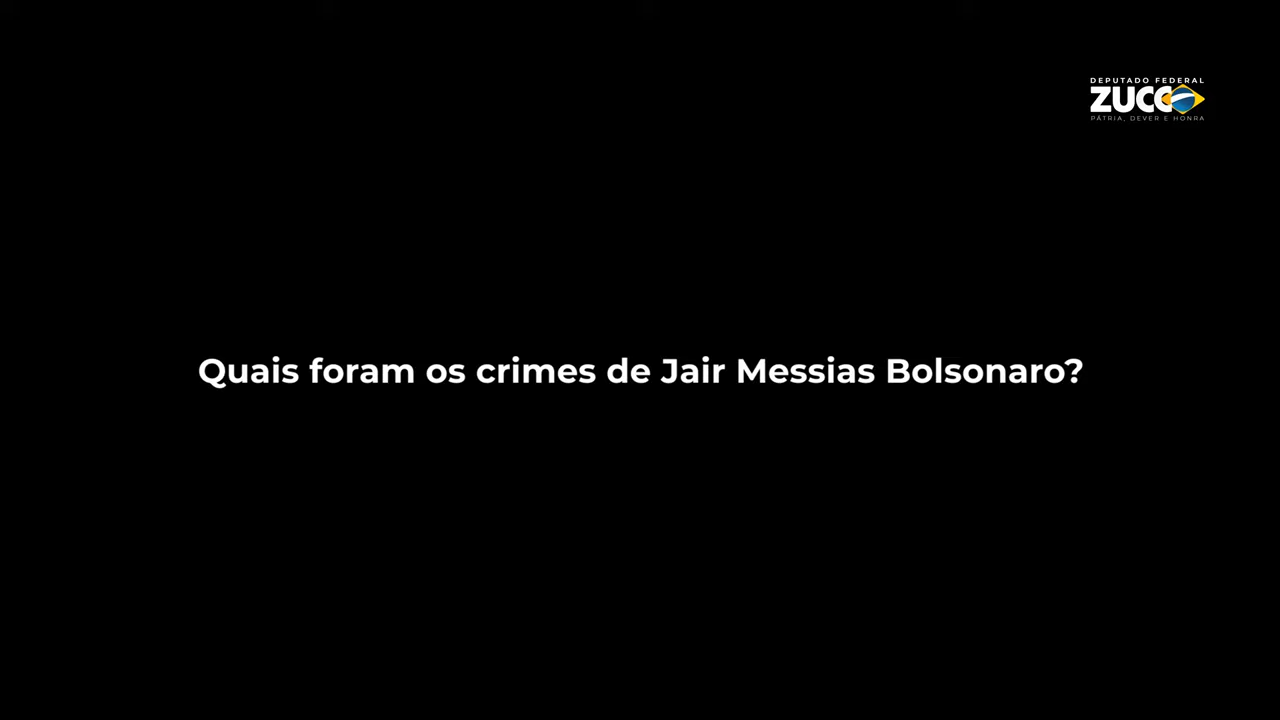 DEPUTADO FEDERAL
ZUCCO
PÁTRIA, DEVER E HONRA
Quais foram os crimes de Jair Messias Bolsonaro?